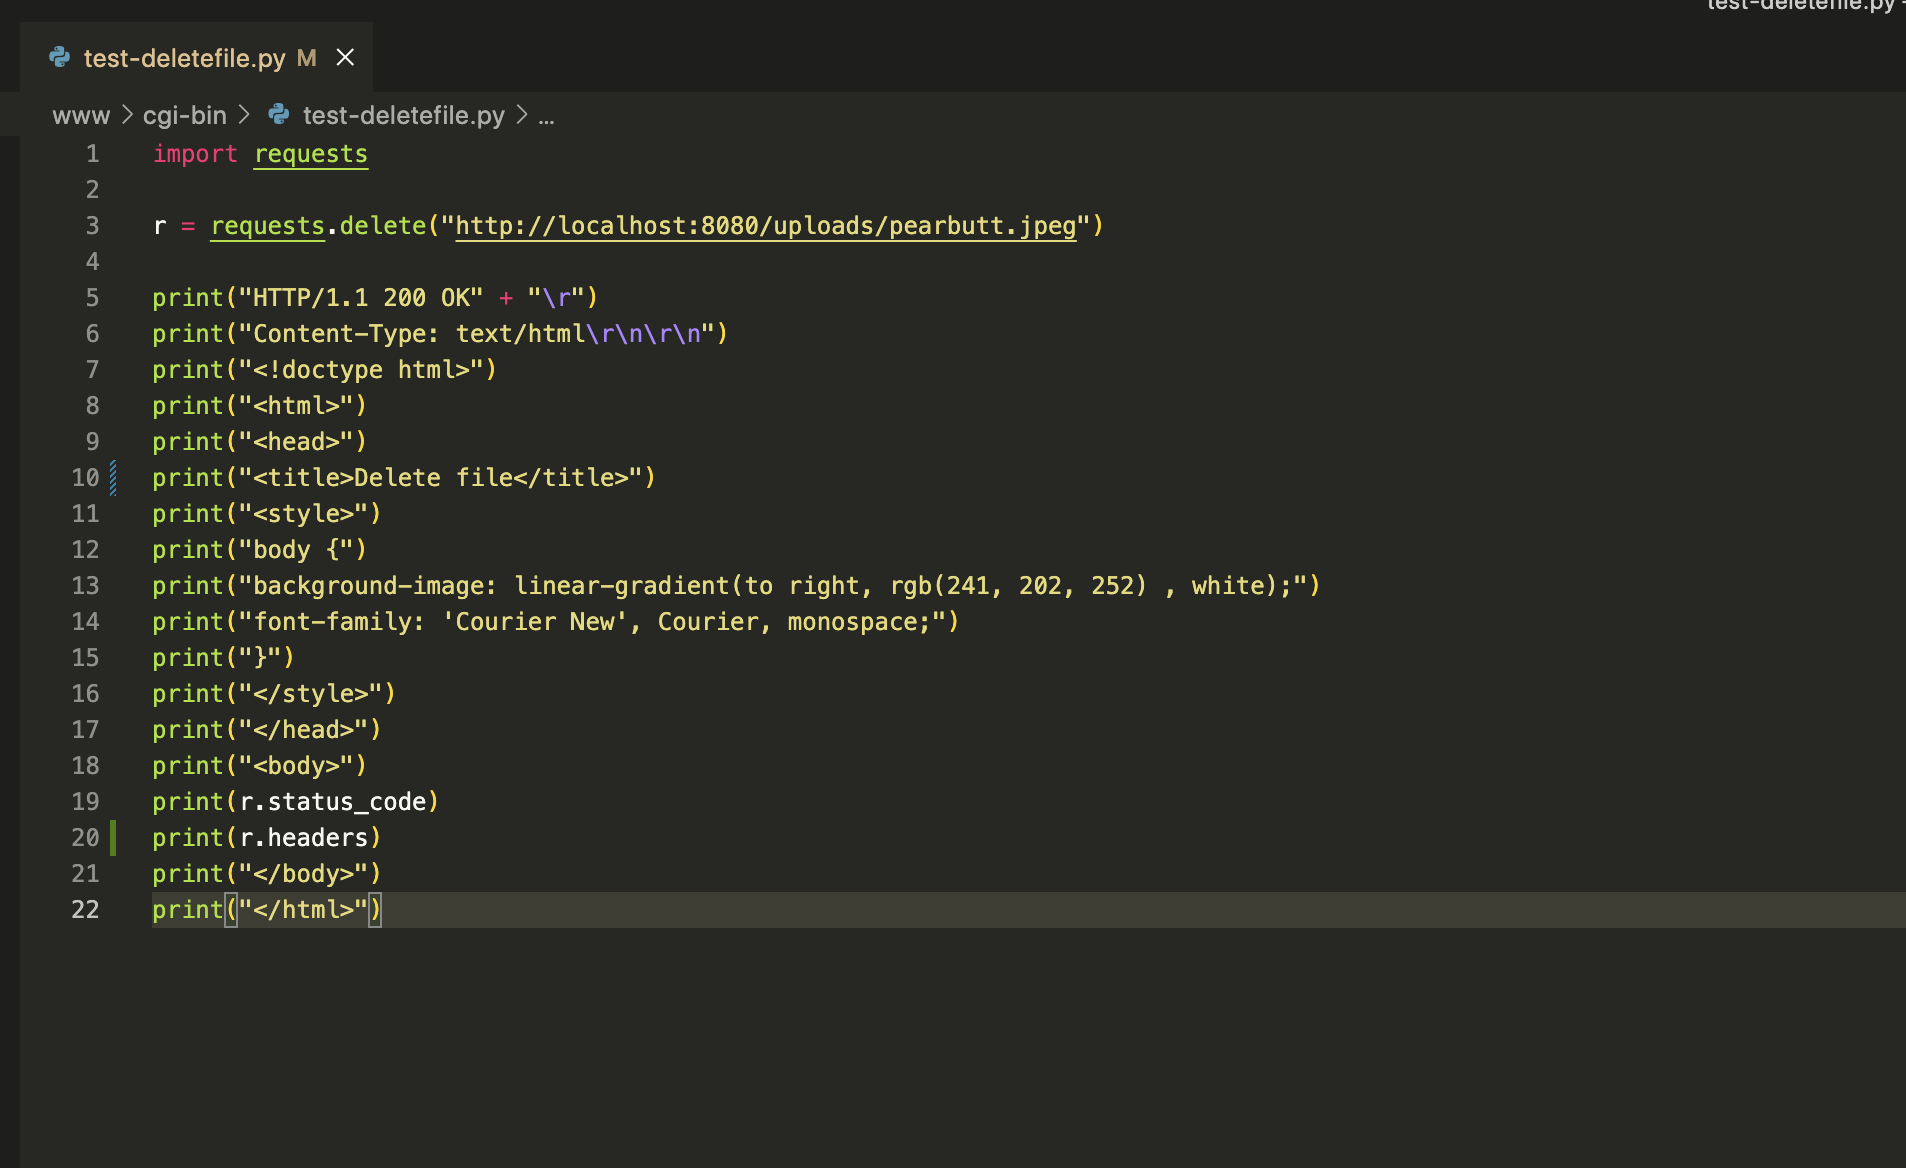 test-deletefile.py
test-deletefile.py M
www > cgi-bin > test-deletefile.py > ...
1 import requests
2
3 r = requests.delete("http://localhost:8080/uploads/pearbutt.jpeg")
4
5 print("HTTP/1.1 200 OK" + "\r")
6 print("Content-Type: text/html\r\n\r\n")
7 print("<!doctype html>")
8 print("<html>")
9 print("<head>")
10 print("<title>Delete file</title>")
11 print("<style>")
12 print("body {")
13 print("background-image: linear-gradient(to right, rgb(241, 202, 252) , white);")
14 print("font-family: 'Courier New', Courier, monospace;")
15 print("}")
16 print("</style>")
17 print("</head>")
18 print("<body>")
19 print(r.status_code)
20 print(r.headers)
21 print("</body>")
22 print("</html>")